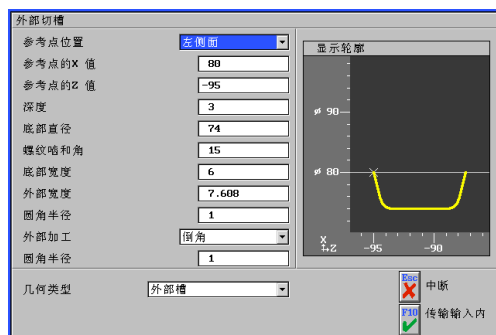 外部切槽
参考点位置 左侧面
参考点的X 值 80
参考点的Z 值 -95
深度 3
底部直径 74
螺纹啮和角 15
底部宽度 6
外部宽度 7.608
圆角半径 1
外部加工 倒角
圆角半径 1
几何类型 外部槽
显示轮廓
ø 90
ø 80
X
+Z -95 -90
Esc 中断
F10 传输输入内